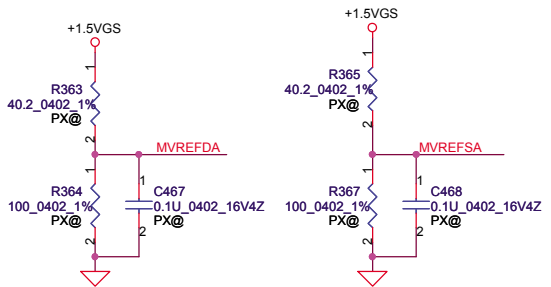 +1.5VGS
1
R363
40.2_0402_1%
PX@
2
MVREFDA
1
R364
100_0402_1%
PX@
2
1
C467
0.1U_0402_16V4Z
PX@
2
+1.5VGS
1
R365
40.2_0402_1%
PX@
2
MVREFSA
1
R367
100_0402_1%
PX@
2
1
C468
0.1U_0402_16V4Z
PX@
2